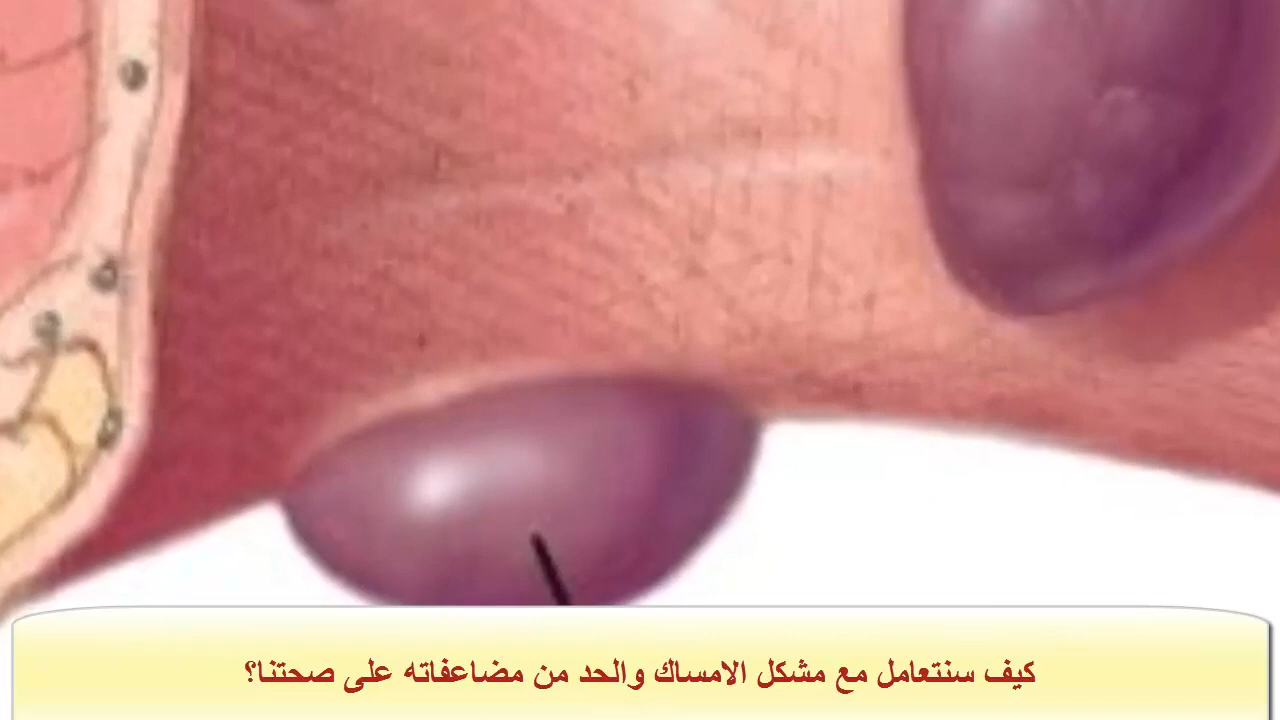 كيف سنتعامل مع مشكل الامساك والحد من مضاعفاته على صحتنا؟